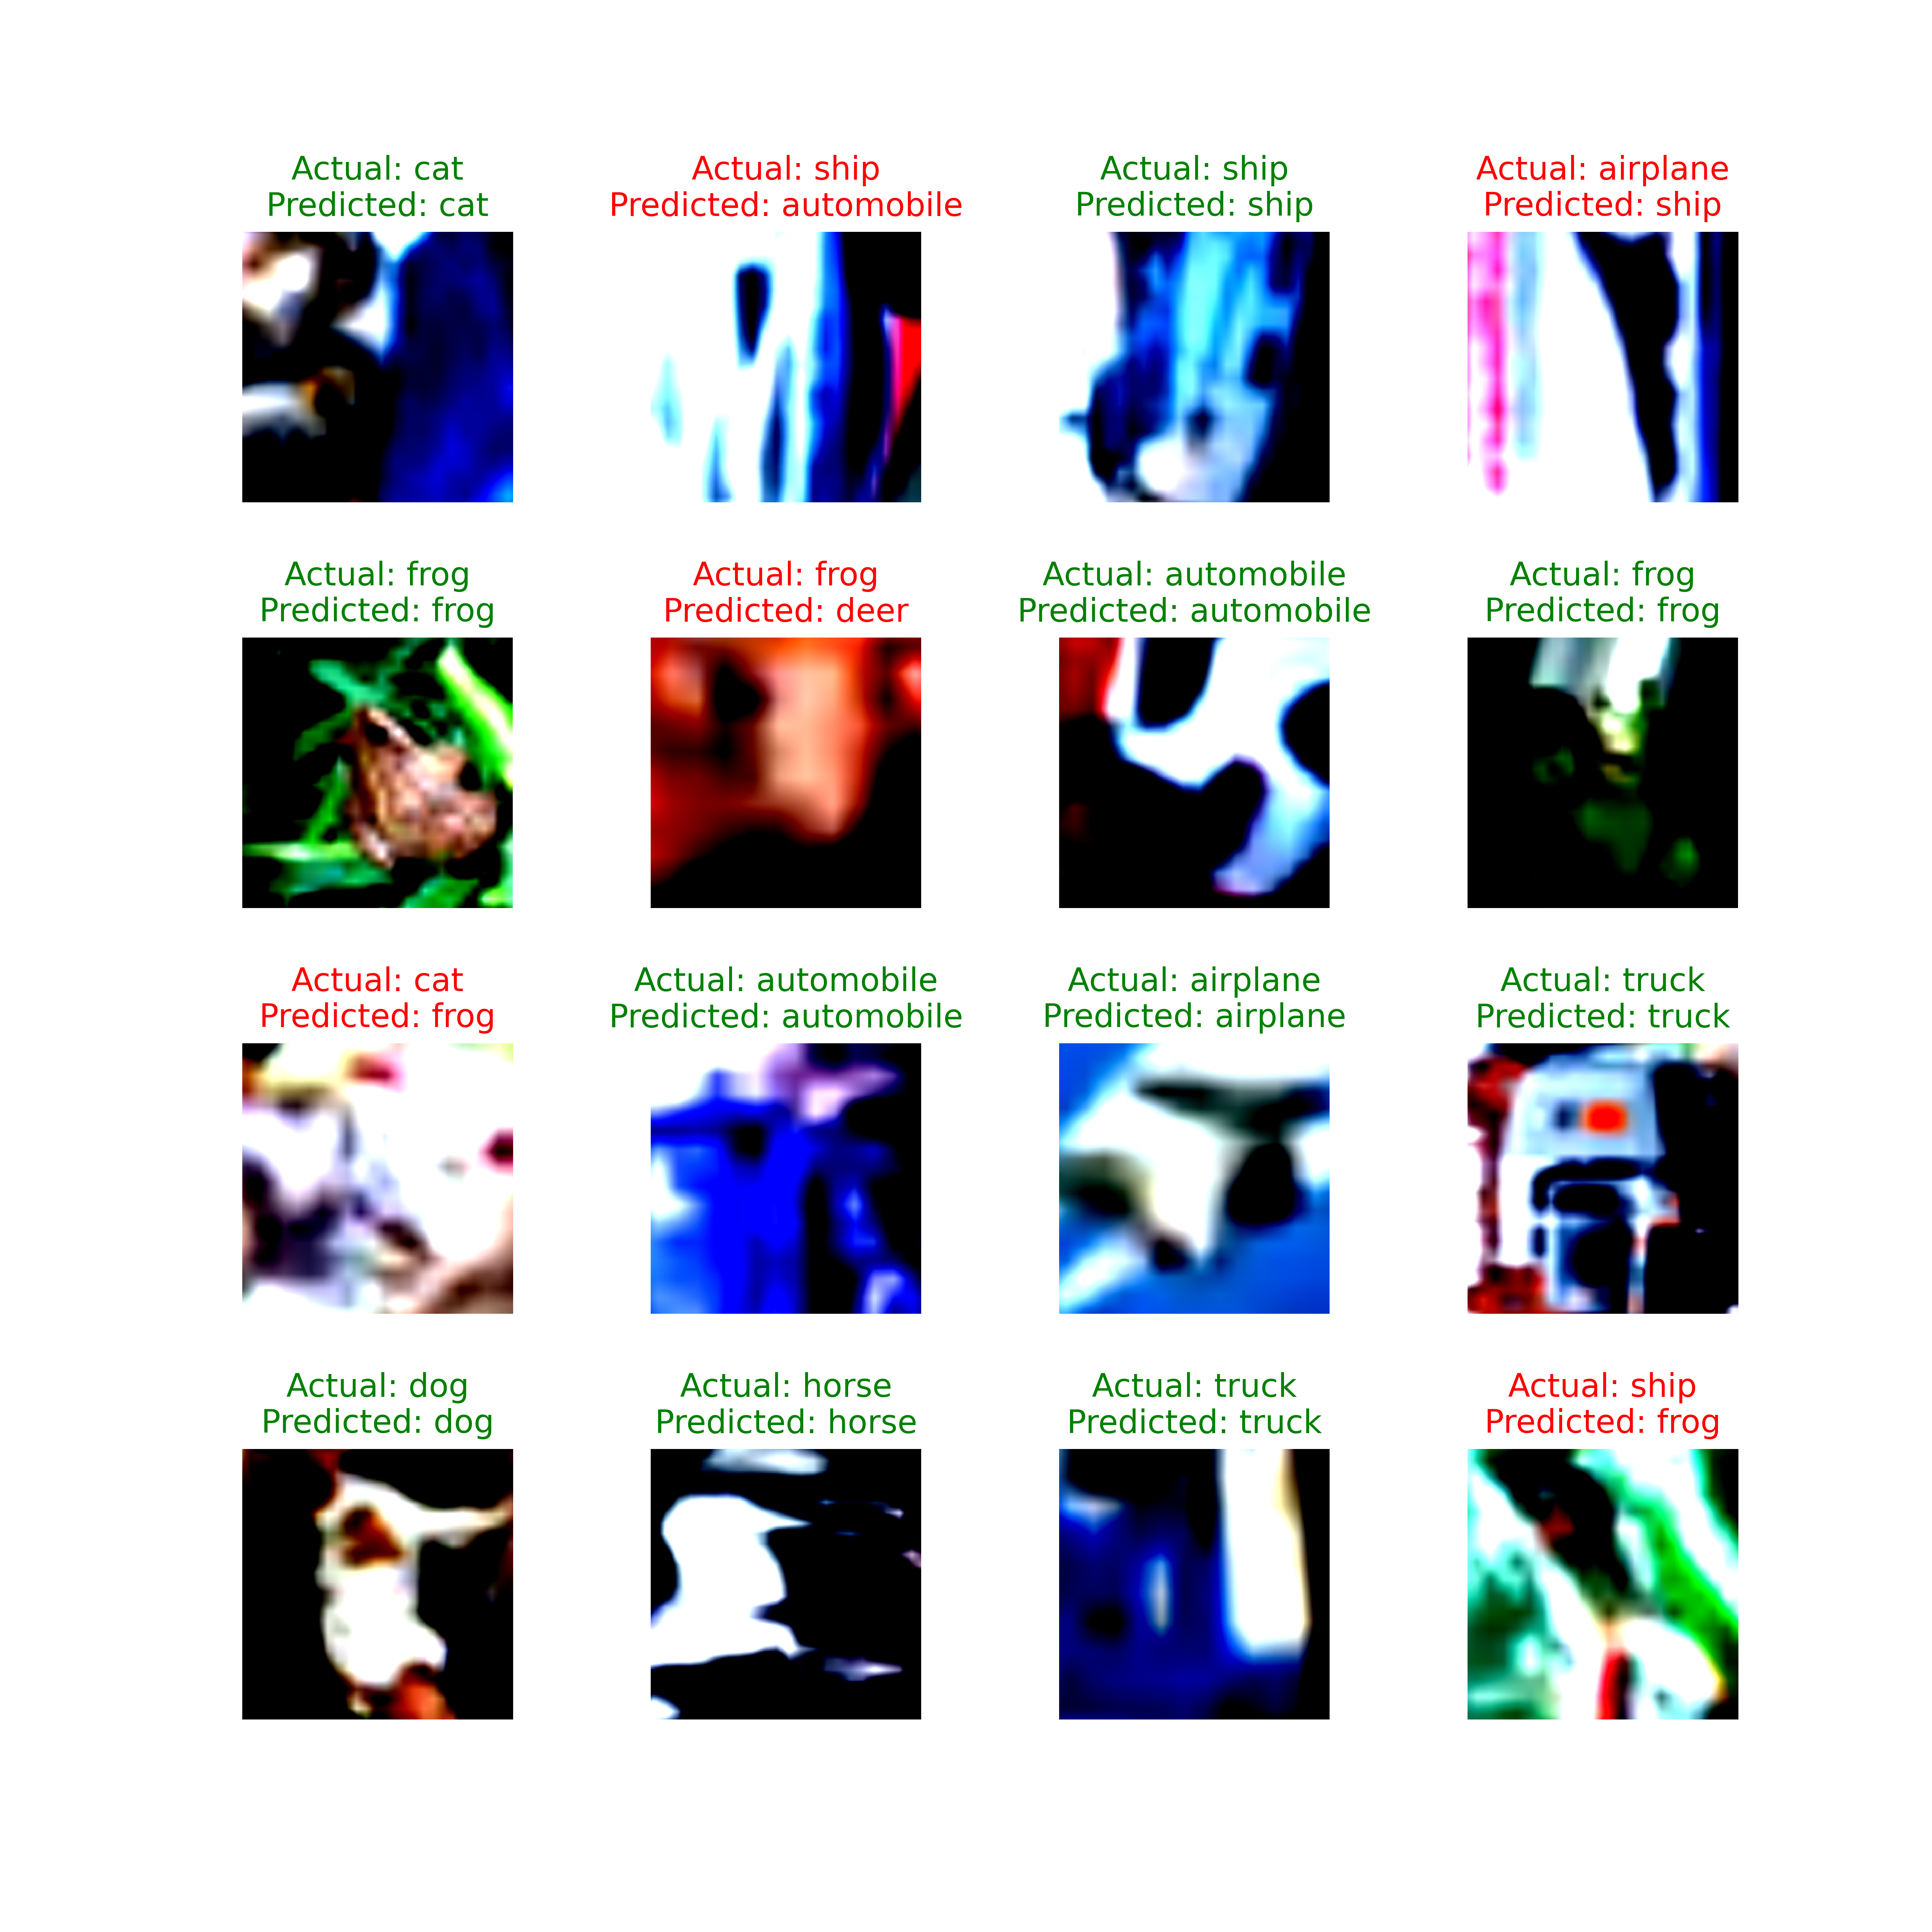 Actual: cat
Predicted: cat
Actual: ship
Predicted: automobile
Actual: ship
Predicted: ship
Actual: airplane
Predicted: ship
Actual: frog
Predicted: frog
Actual: frog
Predicted: deer
Actual: automobile
Predicted: automobile
Actual: frog
Predicted: frog
Actual: cat
Predicted: frog
Actual: automobile
Predicted: automobile
Actual: airplane
Predicted: airplane
Actual: truck
Predicted: truck
Actual: dog
Predicted: dog
Actual: horse
Predicted: horse
Actual: truck
Predicted: truck
Actual: ship
Predicted: frog